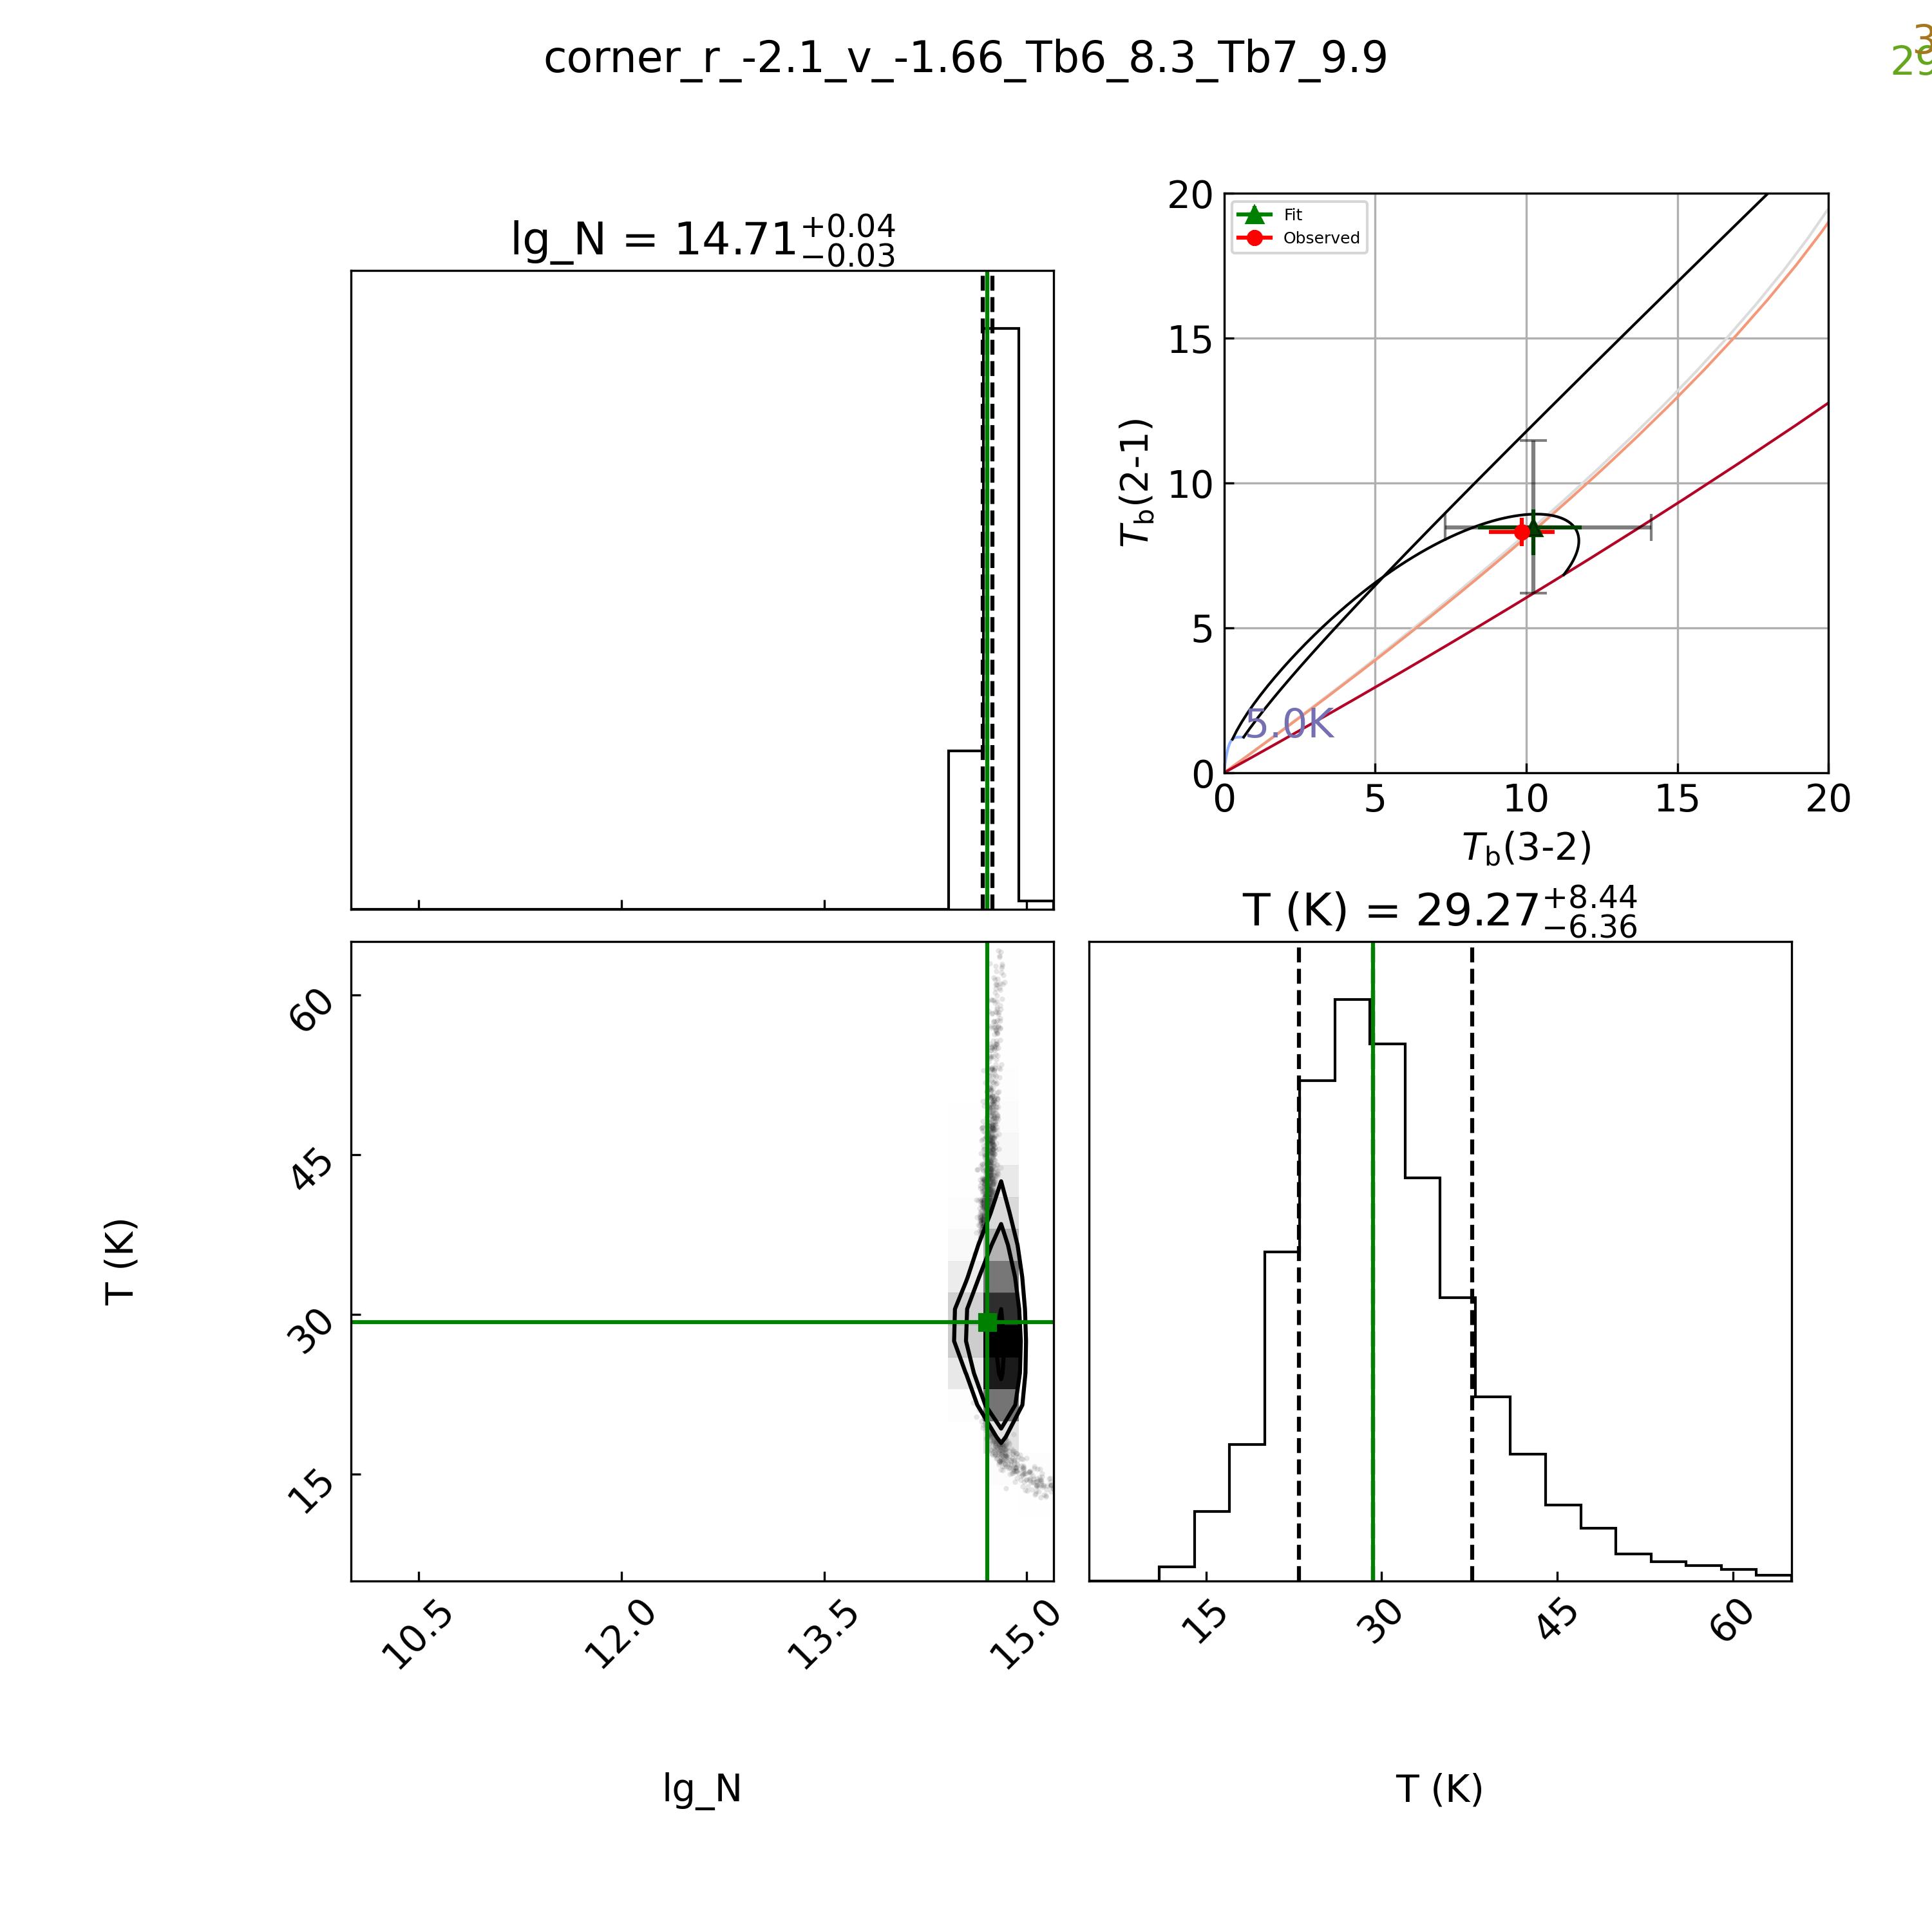 corner_r_-2.1_v_-1.66_Tb6_8.3_Tb7_9.9
3
29
lg_N = 14.71 +0.04 −0.03
20
15
10
5
0
Fit
Observed
5.0K
T_b(2-1)
0 5 10 15 20
T_b(3-2)
T (K) = 29.27 +8.44 −6.36
60
45
30
15
T (K)
10.5 12.0 13.5 15.0
15 30 45 60
lg_N
T (K)